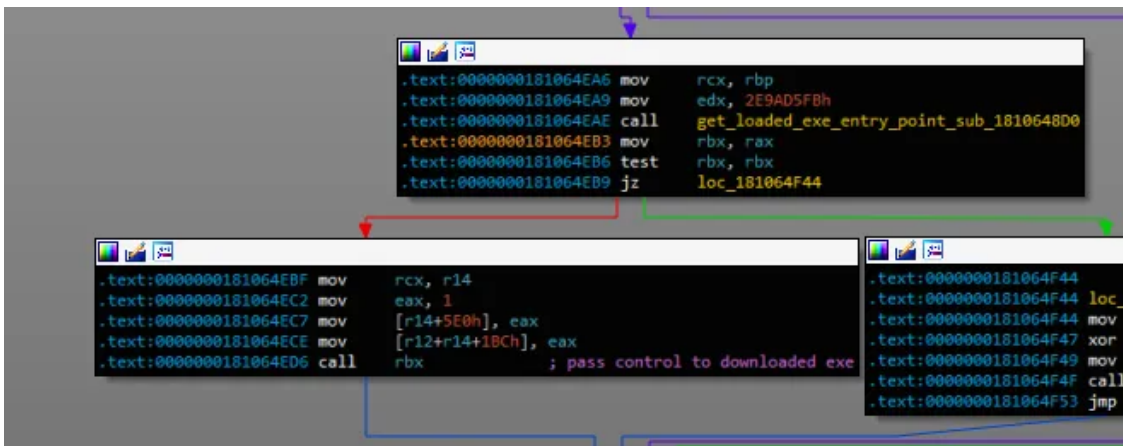 .text:0000000181064EA6 mov rcx, rbp
.text:0000000181064EA9 mov edx, 2E9AD5FBh
.text:0000000181064EAE call get_loaded_exe_entry_point_sub_1810648D0
.text:0000000181064EB3 mov rbx, rax
.text:0000000181064EB6 test rbx, rbx
.text:0000000181064EB9 jz loc_181064F44
.text:0000000181064EBF mov rcx, r14
.text:0000000181064EC2 mov eax, 1
.text:0000000181064EC7 mov [r14+5E0h], eax
.text:0000000181064ECE mov [r12+r14+1BCh], eax
.text:0000000181064ED6 call rbx ; pass control to downloaded exe
.text:0000000181064F44
.text:0000000181064F44 loc_
.text:0000000181064F44 mov
.text:0000000181064F47 xor
.text:0000000181064F49 mov
.text:0000000181064F4F call
.text:0000000181064F53 jmp